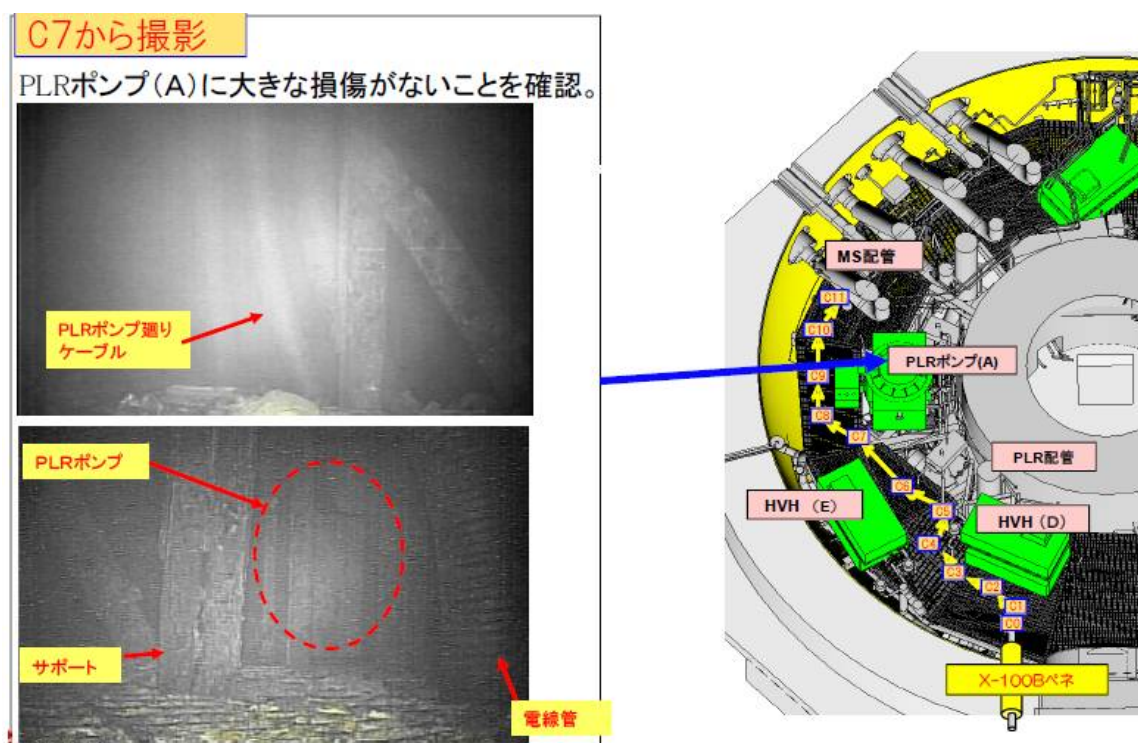 C7から撮影
PLRポンプ(A)に大きな損傷がないことを確認。
PLRポンプ廻り
ケーブル
PLRポンプ
サポート
電線管
MS配管
C11
C10
PLRポンプ(A)
C9
C8
C7
PLR配管
C6
HVH (E)
C5
HVH (D)
C4
C3
C2
C1
C0
X-100Bペネ